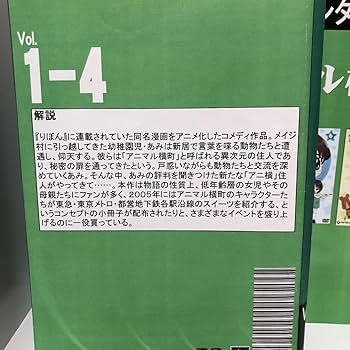 Vol.
1-4
解説
『りぼん』に連載されていた同名漫画をアニメ化したコメディ作品。メイジ
村に引っ越してきた幼稚園児・あみは新居で言葉を喋る動物たちと遭
遇し、仰天する。彼らは「アニマル横町」と呼ばれる異次元の住人であ
り、秘密の扉を通ってきたという。戸惑いながらも動物たちと交流を深
めていくあみ。そんな中、あみの評判を聞きつけた新たな「アニ横」住
人がやってきて……。本作は物語の性質上、低年齢層の女児やその
母親たちにファンが多く、2005年にはアニマル横町のキャラクターた
ちが東急・東京メトロ・都営地下鉄各駅沿線のスイーツを紹介する、と
いうコンセプトの小冊子が配布されたりと、さまざまなイベントを盛り上
げるのに一役買っている。